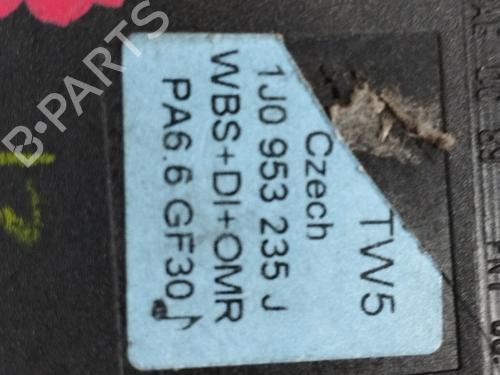 TW5
Czech
1J0 953 235 J
WBS+DI+OMR
PA6.6 GF30
B-PARTS